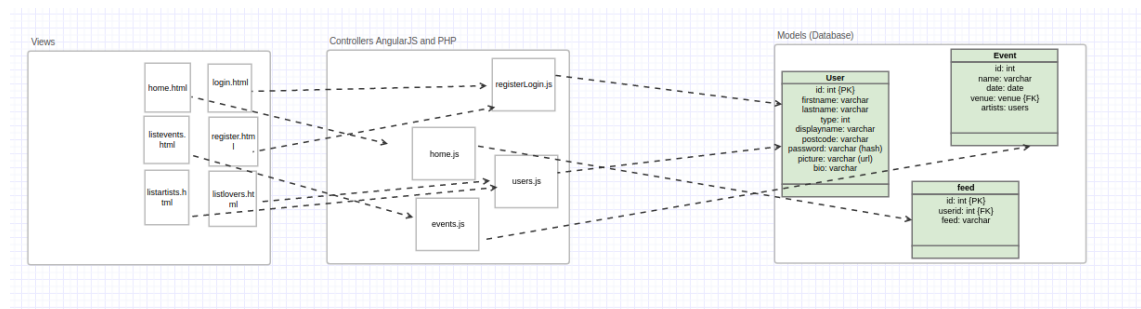 Views
home.html
login.html
listevents.
html
register.htm
l
listartists.h
tml
listlovers.ht
ml
Controllers AngularJS and PHP
registerLogin.js
home.js
users.js
events.js
Models (Database)
User
id: int {PK}
firstname: varchar
lastname: varchar
type: int
displayname: varchar
postcode: varchar
password: varchar (hash)
picture: varchar (url)
bio: varchar
Event
id: int
name: varchar
date: date
venue: venue {FK}
artists: users
feed
id: int {PK}
userid: int {FK}
feed: varchar